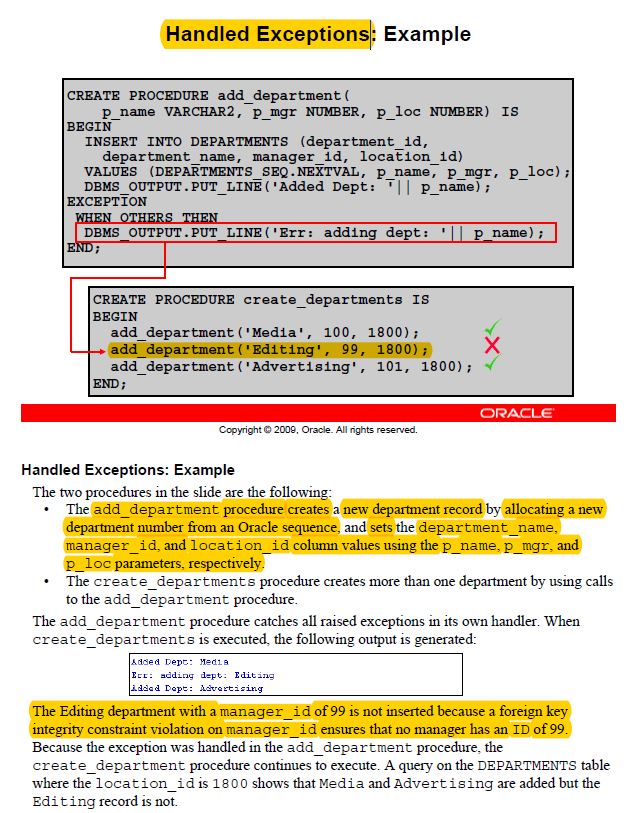 Handled Exceptions: Example
CREATE PROCEDURE add_department(
p_name VARCHAR2, p_mgr NUMBER, p_loc NUMBER) IS
BEGIN
INSERT INTO DEPARTMENTS (department_id,
department_name, manager_id, location_id)
VALUES (DEPARTMENTS_SEQ.NEXTVAL, p_name, p_mgr, p_loc);
DBMS_OUTPUT.PUT_LINE('Added Dept: '|| p_name);
EXCEPTION
WHEN OTHERS THEN
DBMS_OUTPUT.PUT_LINE('Err: adding dept: '|| p_name);
END;
CREATE PROCEDURE create_departments IS
BEGIN
add_department('Media', 100, 1800);
add_department('Editing', 99, 1800);
add_department('Advertising', 101, 1800);
END;
ORACLE
Copyright © 2009, Oracle. All rights reserved.
Handled Exceptions: Example
The two procedures in the slide are the following:
• The add_department procedure creates a new department record by allocating a new
department number from an Oracle sequence, and sets the department_name,
manager_id, and location_id column values using the p_name, p_mgr, and
p_loc parameters, respectively.
• The create_departments procedure creates more than one department by using calls
to the add_department procedure.
The add_department procedure catches all raised exceptions in its own handler. When
create_departments is executed, the following output is generated:
Added Dept: Media
Err: adding dept: Editing
Added Dept: Advertising
The Editing department with a manager_id of 99 is not inserted because a foreign key
integrity constraint violation on manager_id ensures that no manager has an ID of 99.
Because the exception was handled in the add_department procedure, the
create_department procedure continues to execute. A query on the DEPARTMENTS table
where the location_id is 1800 shows that Media and Advertising are added but the
Editing record is not.